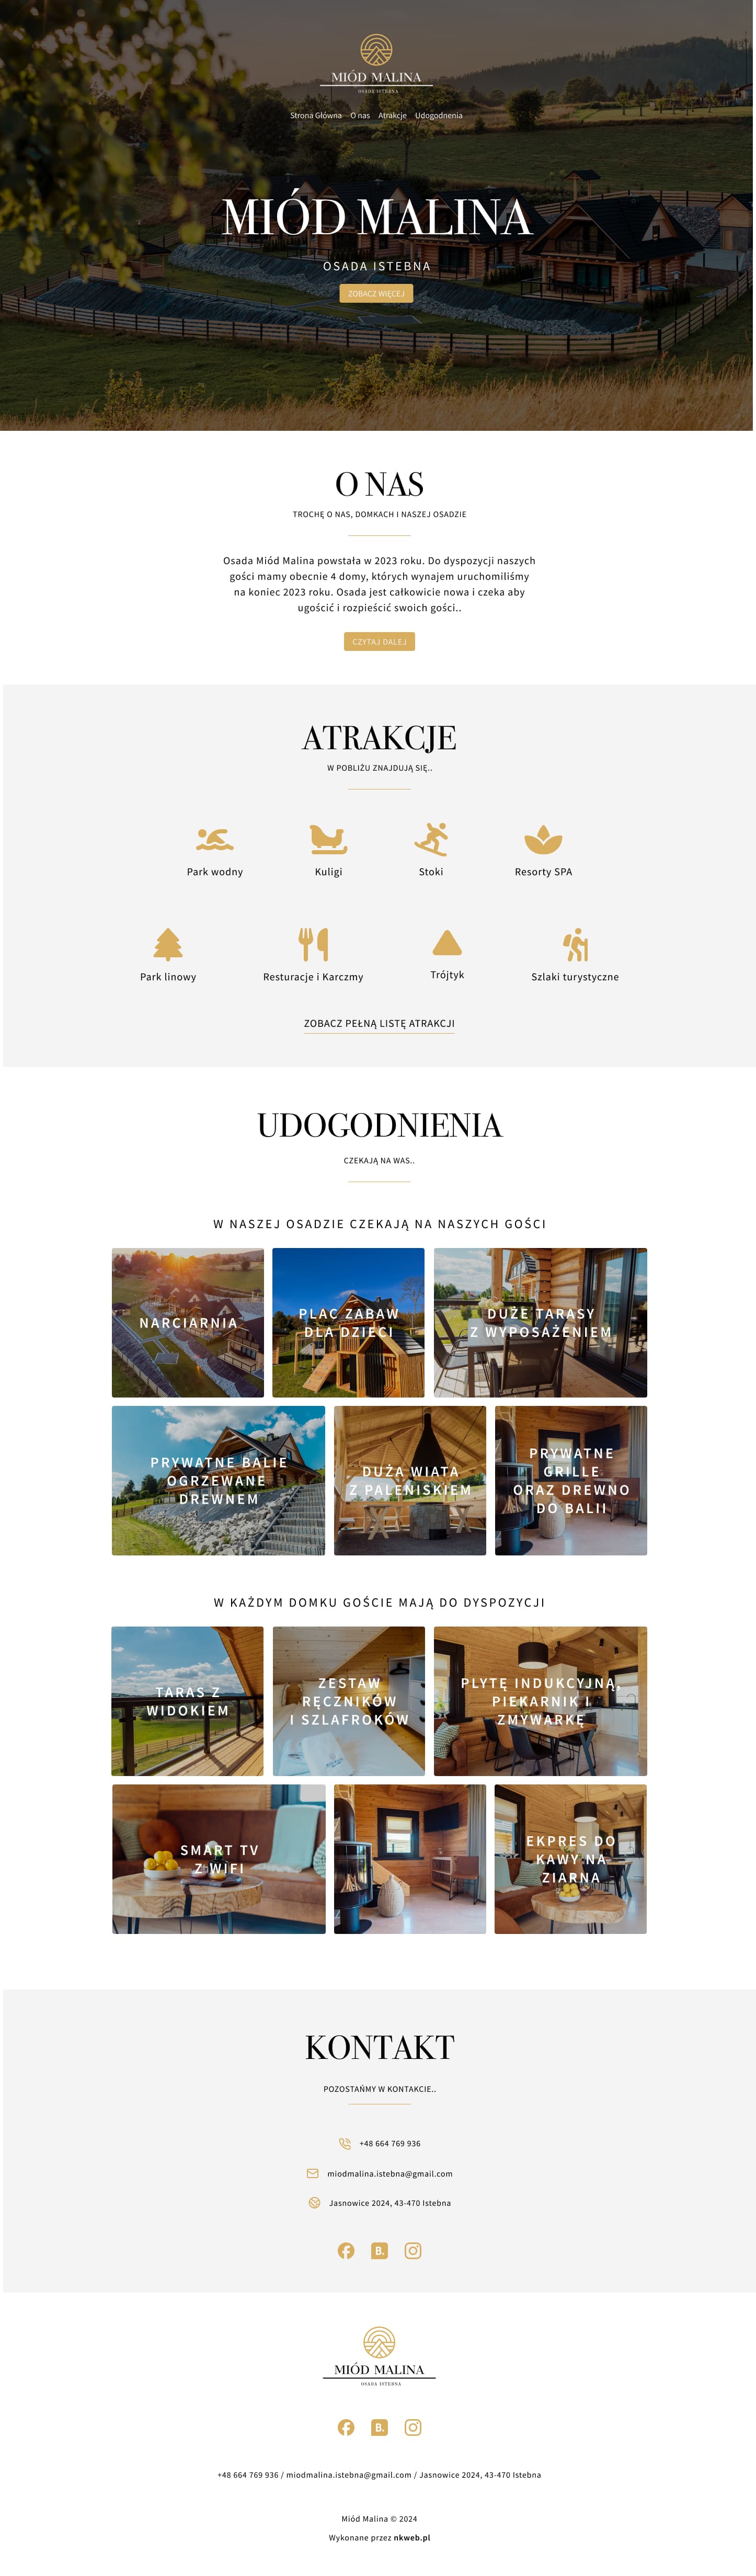 MIÓD MALINA
OSADA ISTEBNA
Strona Główna O nas Atrakcje Udogodnienia
MIÓD MALINA
OSADA ISTEBNA
ZOBACZ WIĘCEJ
O NAS
TROCHĘ O NAS, DOMKACH I NASZEJ OSADZIE
Osada Miód Malina powstała w 2023 roku. Do dyspozycji naszych
gości mamy obecnie 4 domy, których wynajem uruchomiliśmy
na koniec 2023 roku. Osada jest całkowicie nowa i czeka aby
ugościć i rozpieścić swoich gości..
CZYTAJ DALEJ
ATRAKCJE
W POBLIŻU ZNAJDUJĄ SIĘ..
Park wodny Kuligi Stoki Resorty SPA
Park linowy Resturacje i Karczmy Trójtyk Szlaki turystyczne
ZOBACZ PEŁNĄ LISTĘ ATRAKCJI
UDOGODNIENIA
CZEKAJĄ NA WAS..
W NASZEJ OSADZIE CZEKAJĄ NA NASZYCH GOŚCI
NARCIARNIA
PLAC ZABAW
DLA DZIECI
DUŻE TARASY
Z WYPOSAŻENIEM
PRYWATNE BALIE
OGRZEWANE
DREWNEM
DUŻA WIATA
Z PALENISKIEM
PRYWATNE
GRILLE
ORAZ DREWNO
DO BALII
W KAŻDYM DOMKU GOŚCIE MAJĄ DO DYSPOZYCJI
TARAS Z
WIDOKIEM
ZESTAW
RĘCZNIKÓW
I SZLAFROKÓW
PLYTĘ INDUKCYJNĄ,
PIEKARNIK I
ZMYWARKĘ
SMART TV
Z WIFI
EKPRES DO
KAWY NA
ZIARNA
KONTAKT
POZOSTAŃMY W KONTAKCIE..
+48 664 769 936
miodmalina.istebna@gmail.com
Jasnowice 2024, 43-470 Istebna
B.
MIÓD MALINA
OSADA ISTEBNA
B.
+48 664 769 936 / miodmalina.istebna@gmail.com / Jasnowice 2024, 43-470 Istebna
Miód Malina © 2024
Wykonane przez nkweb.pl